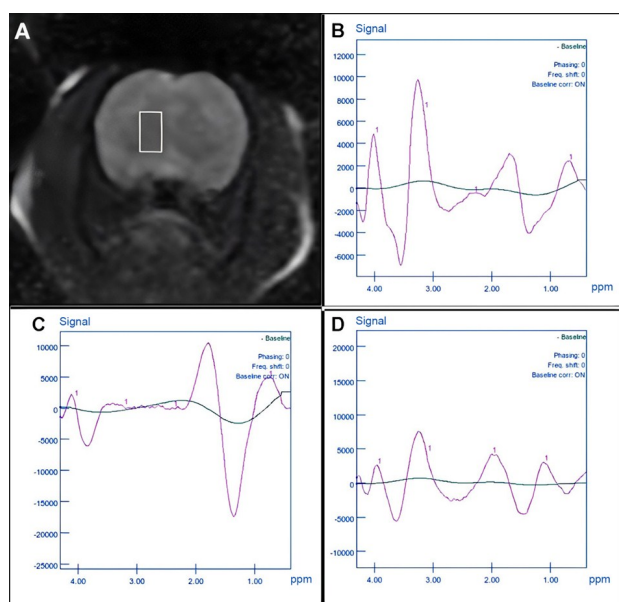 A
B
Signal
- Baseline
Phasing: 0
Freq. shift: 0
Baseline corr: ON
12000
10000
8000
6000
4000
2000
0
-2000
-4000
-6000
1
1
1
1
4.00 3.00 2.00 1.00 ppm
C
Signal
- Baseline
Phasing: 0
Freq. shift: 0
Baseline corr: ON
10000
5000
0
-5000
-10000
-15000
-20000
-25000
1
1
1
1
4.00 3.00 2.00 1.00 ppm
D
Signal
- Baseline
Phasing: 0
Freq. shift: 0
Baseline corr: ON
20000
15000
10000
5000
0
-5000
-10000
1
1
1
1
4.00 3.00 2.00 1.00 ppm